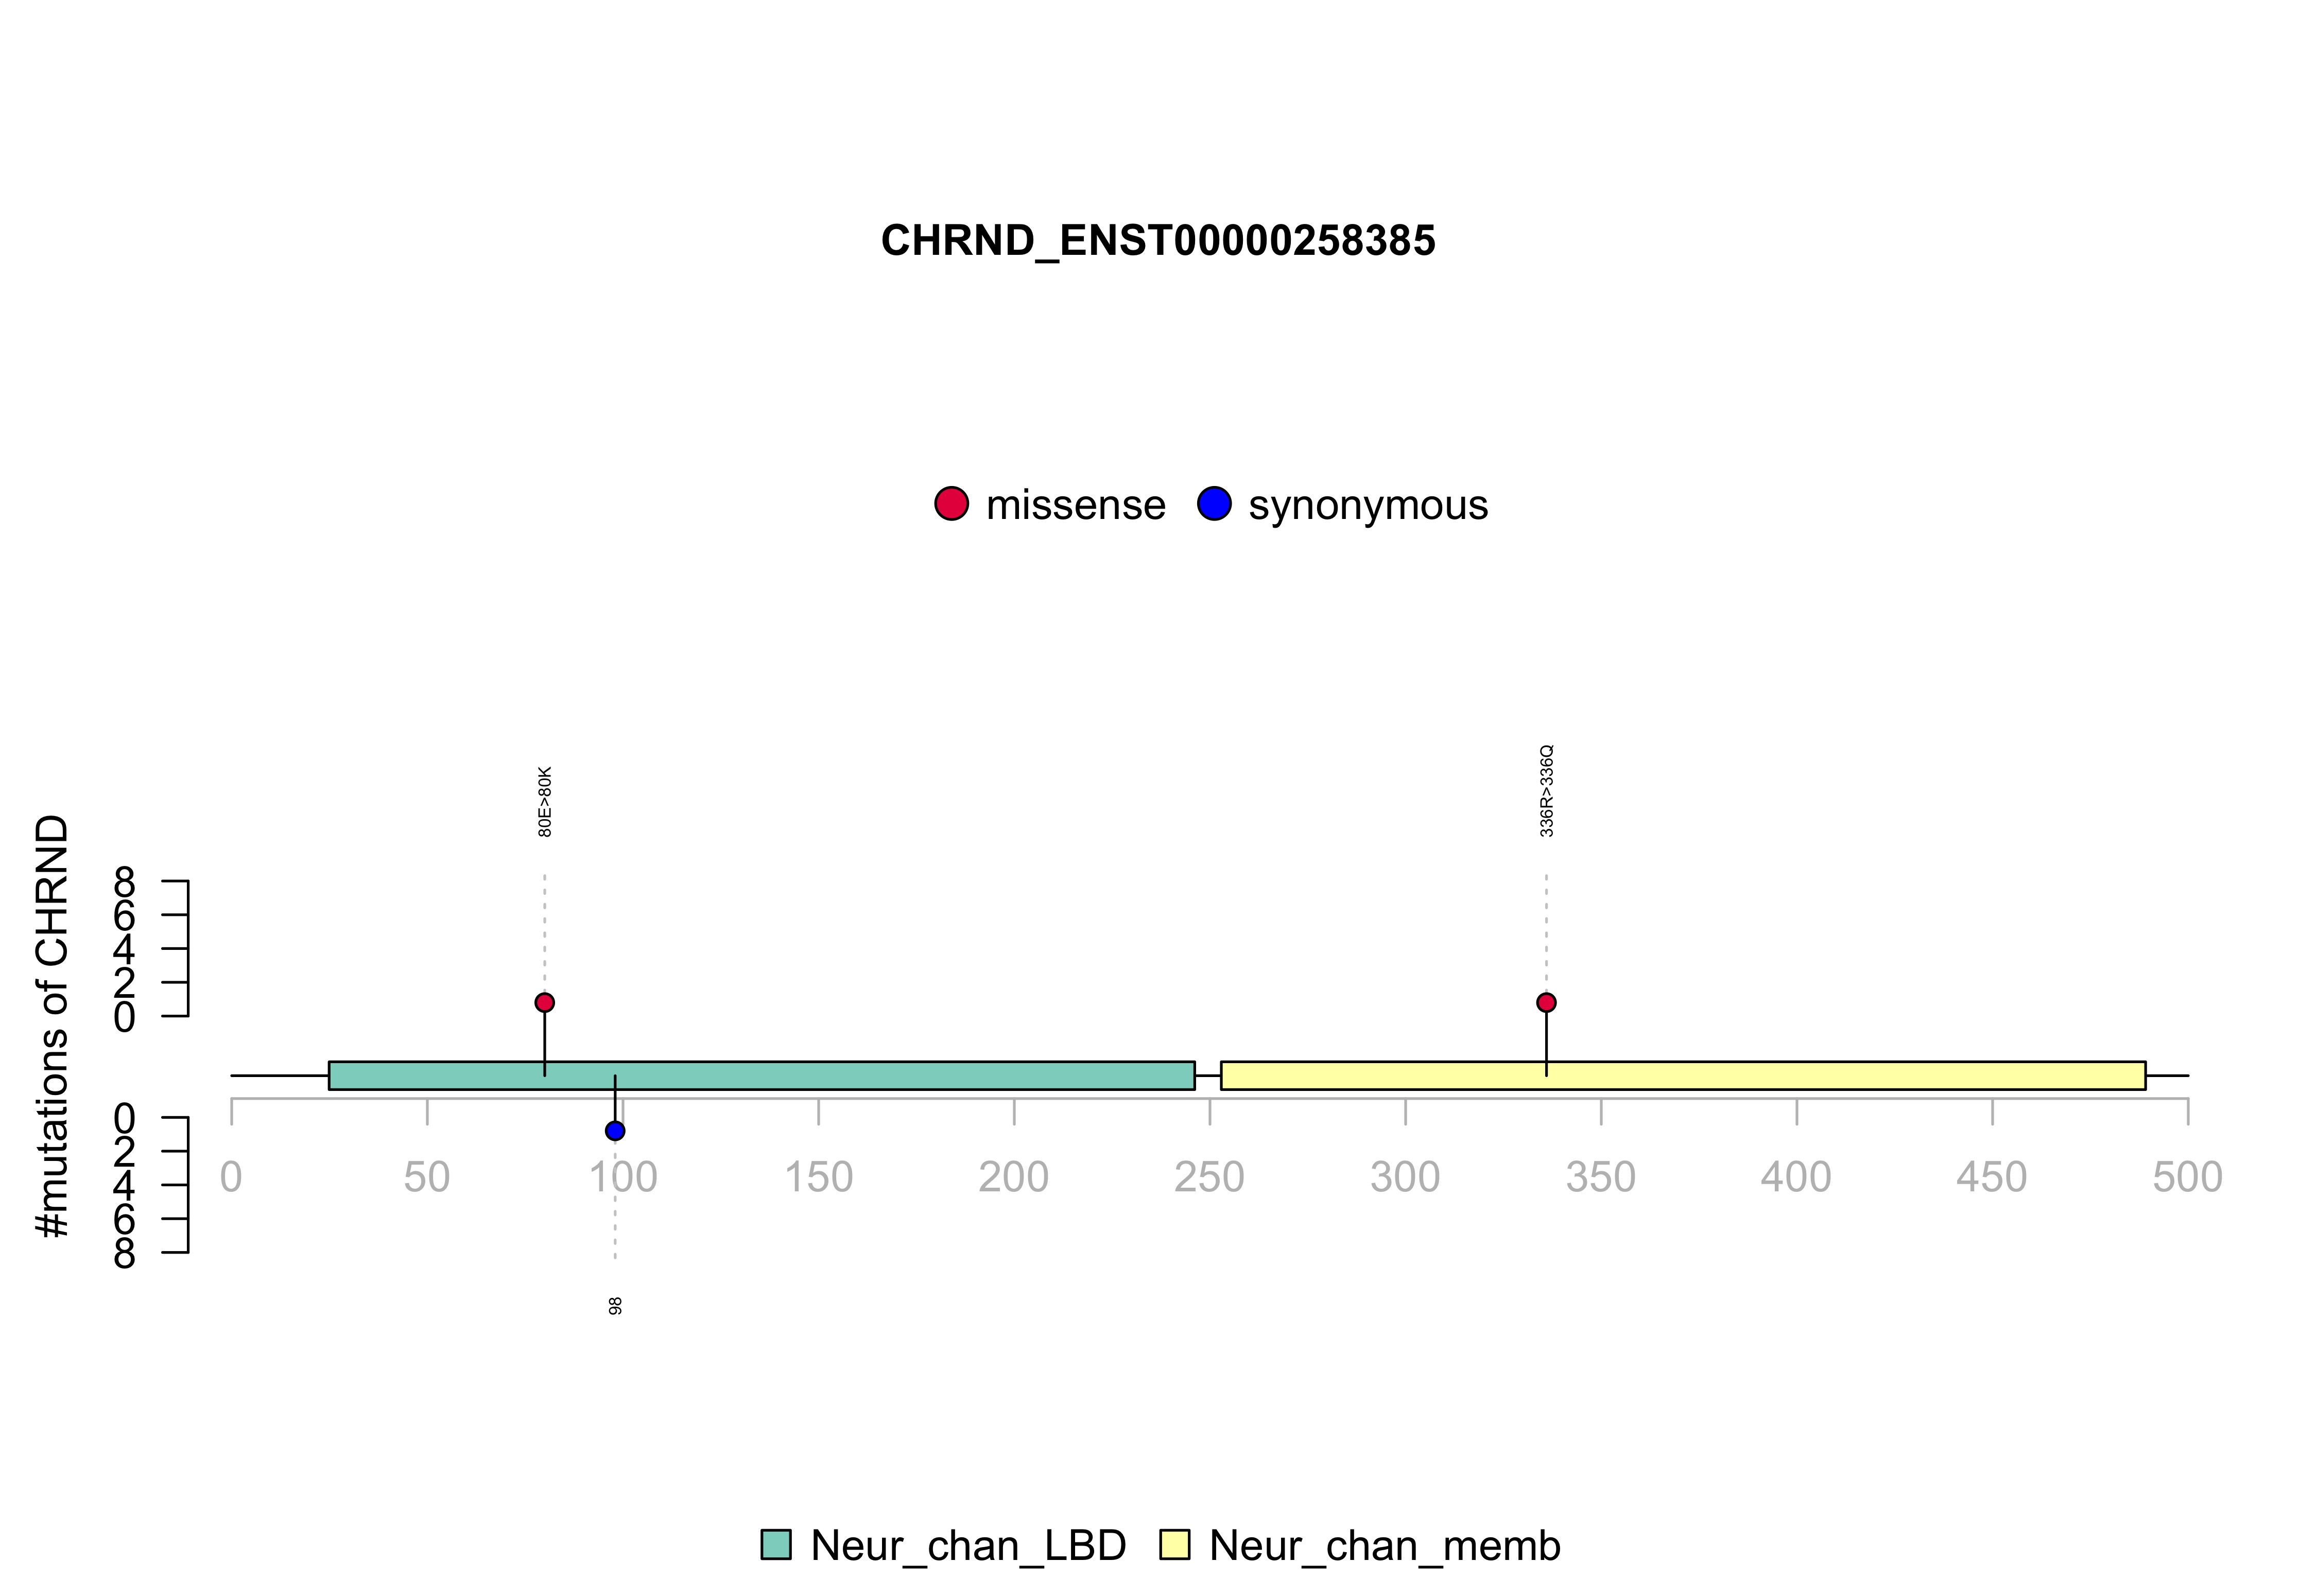 CHRND_ENST00000258385
missense synonymous
80E>80K
336R>336Q
#mutations of CHRND
8
6
4
2
0
0
2
4
6
8
0 50 100 150 200 250 300 350 400 450 500
98
Neur_chan_LBD Neur_chan_memb